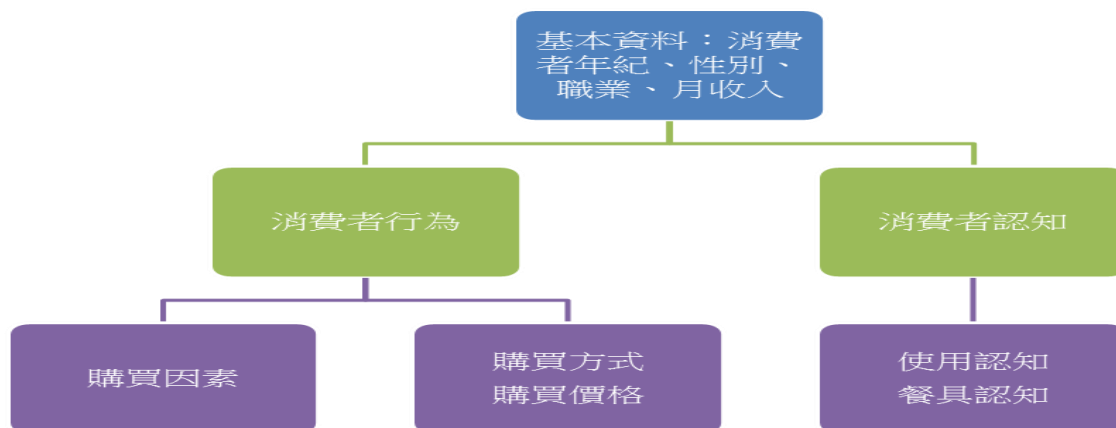 基本資料：消費
者年紀、性別、
職業、月收入
消費者行為
消費者認知
購買因素
購買方式
購買價格
使用認知
餐具認知